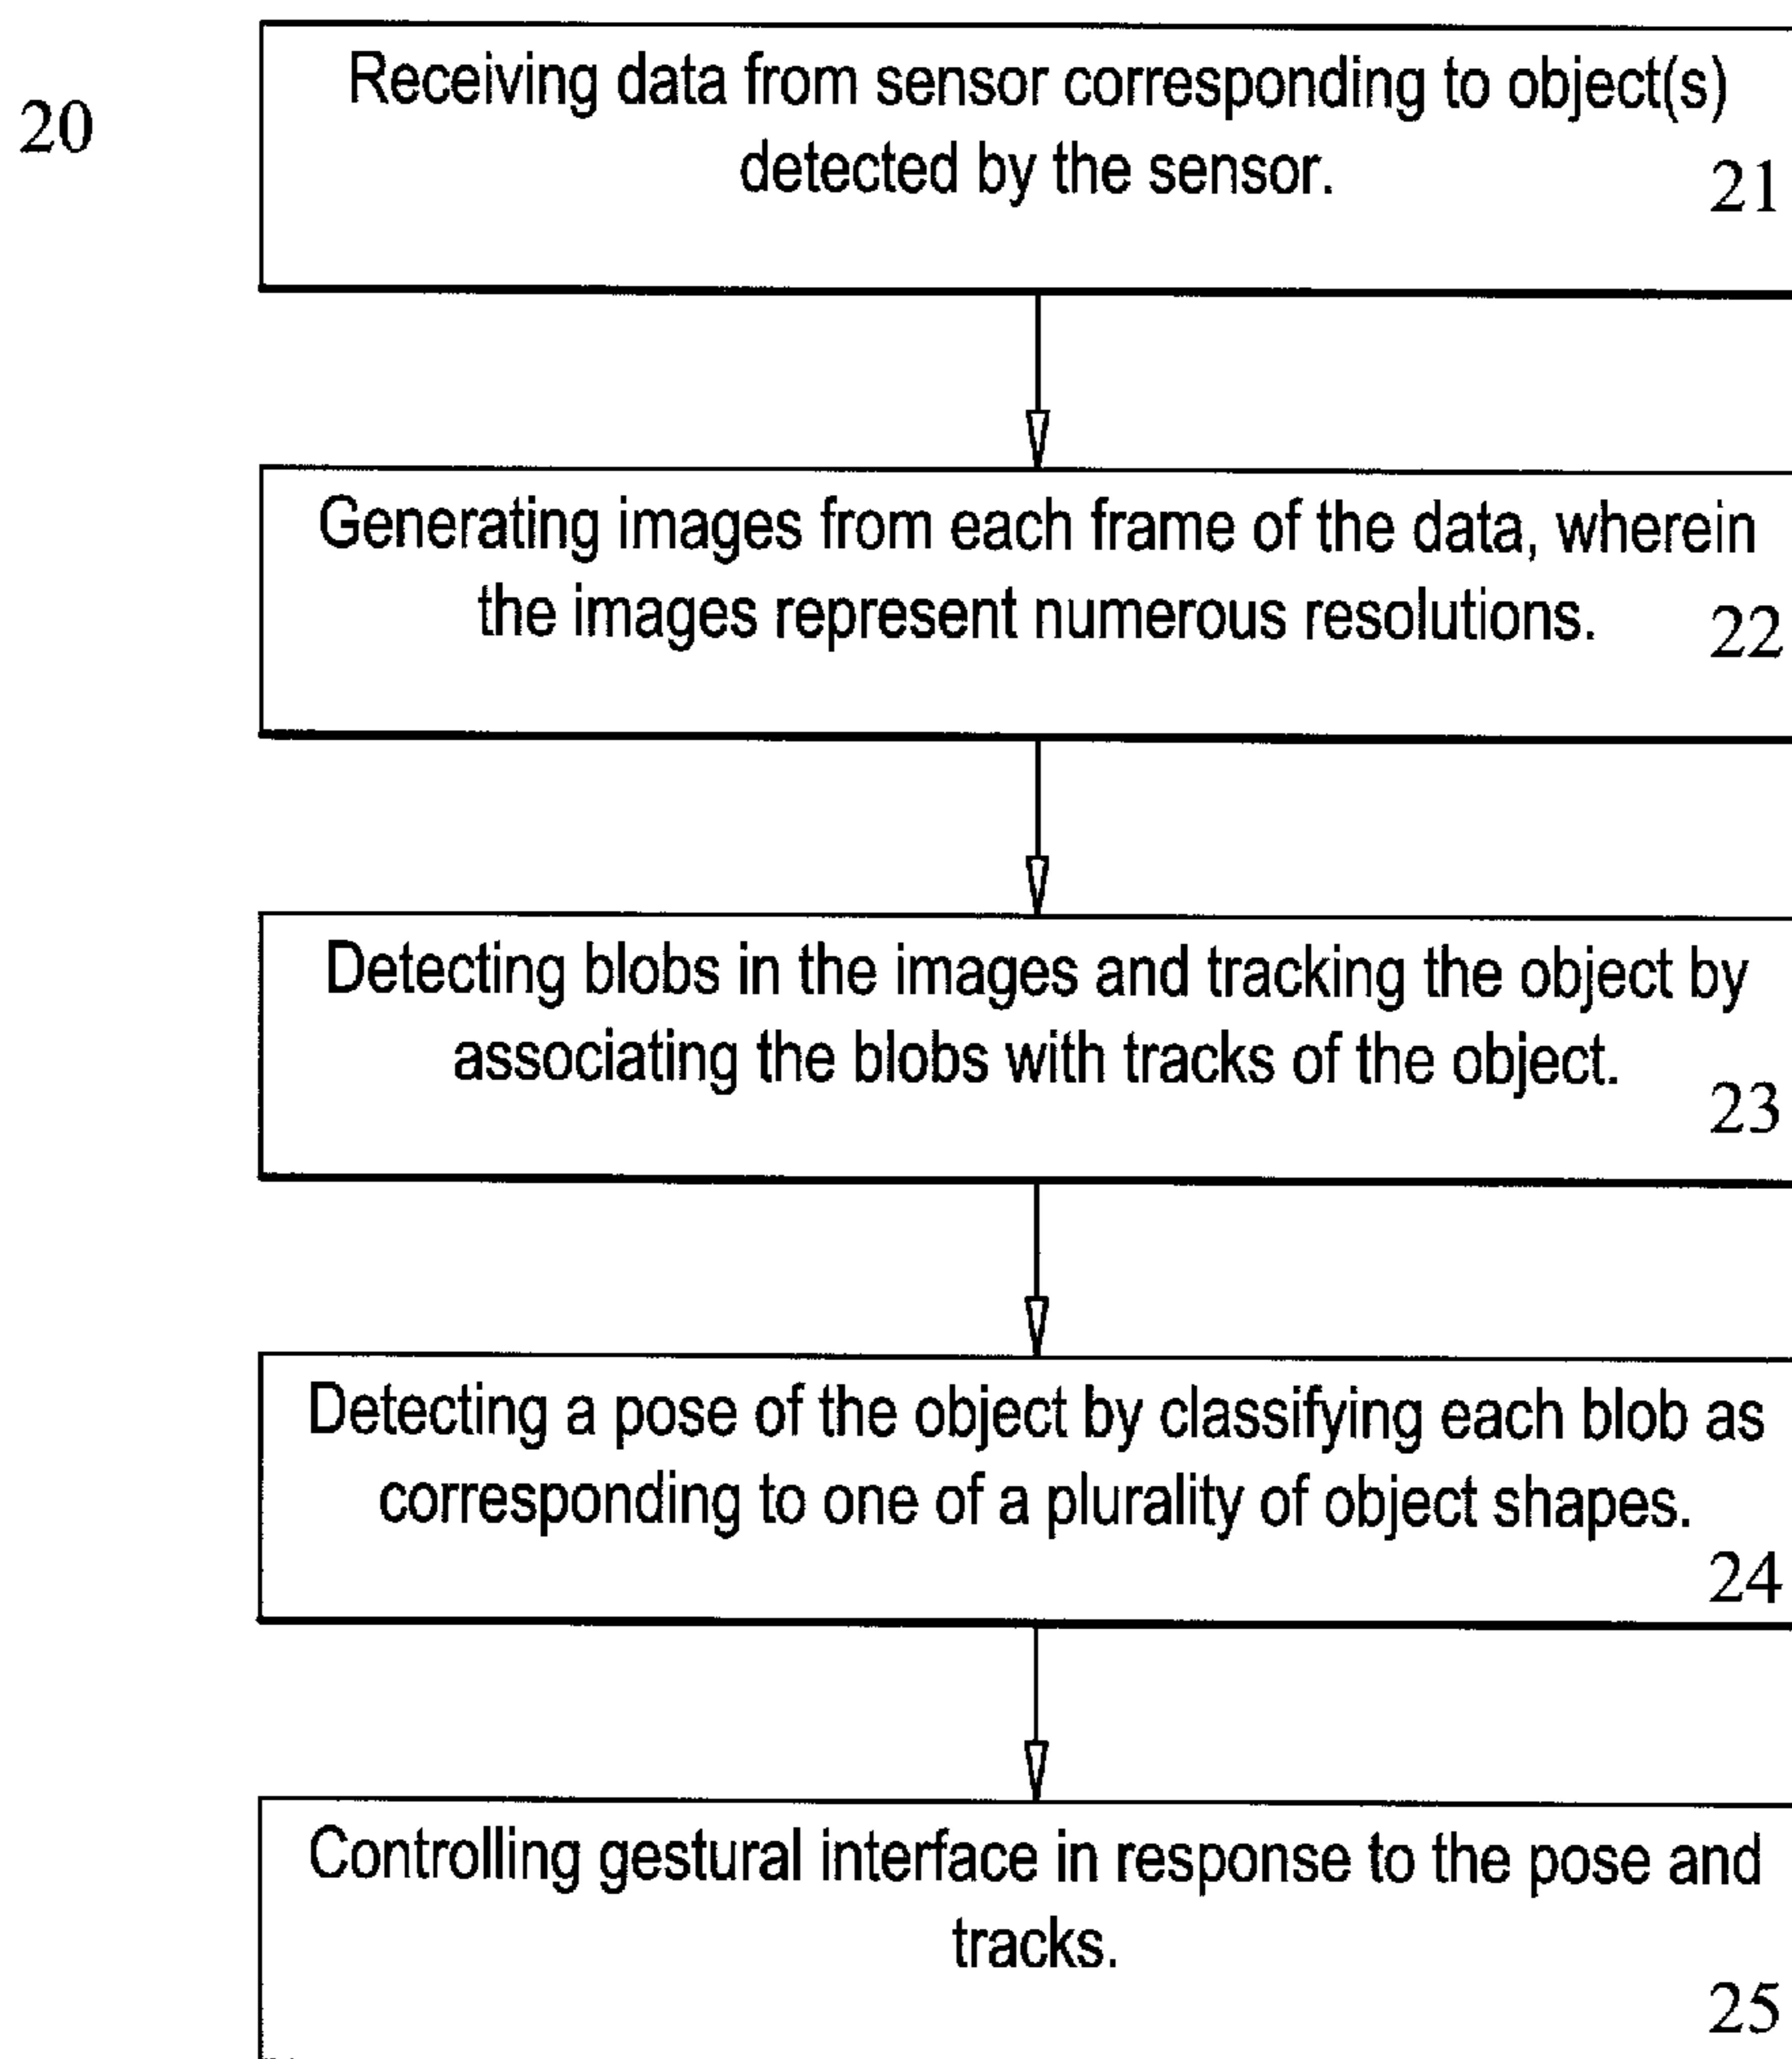 20
Receiving data from sensor corresponding to object(s)
detected by the sensor.
21
Generating images from each frame of the data, wherein
the images represent numerous resolutions.
22
Detecting blobs in the images and tracking the object by
associating the blobs with tracks of the object.
23
Detecting a pose of the object by classifying each blob as
corresponding to one of a plurality of object shapes.
24
Controlling gestural interface in response to the pose and
tracks.
25